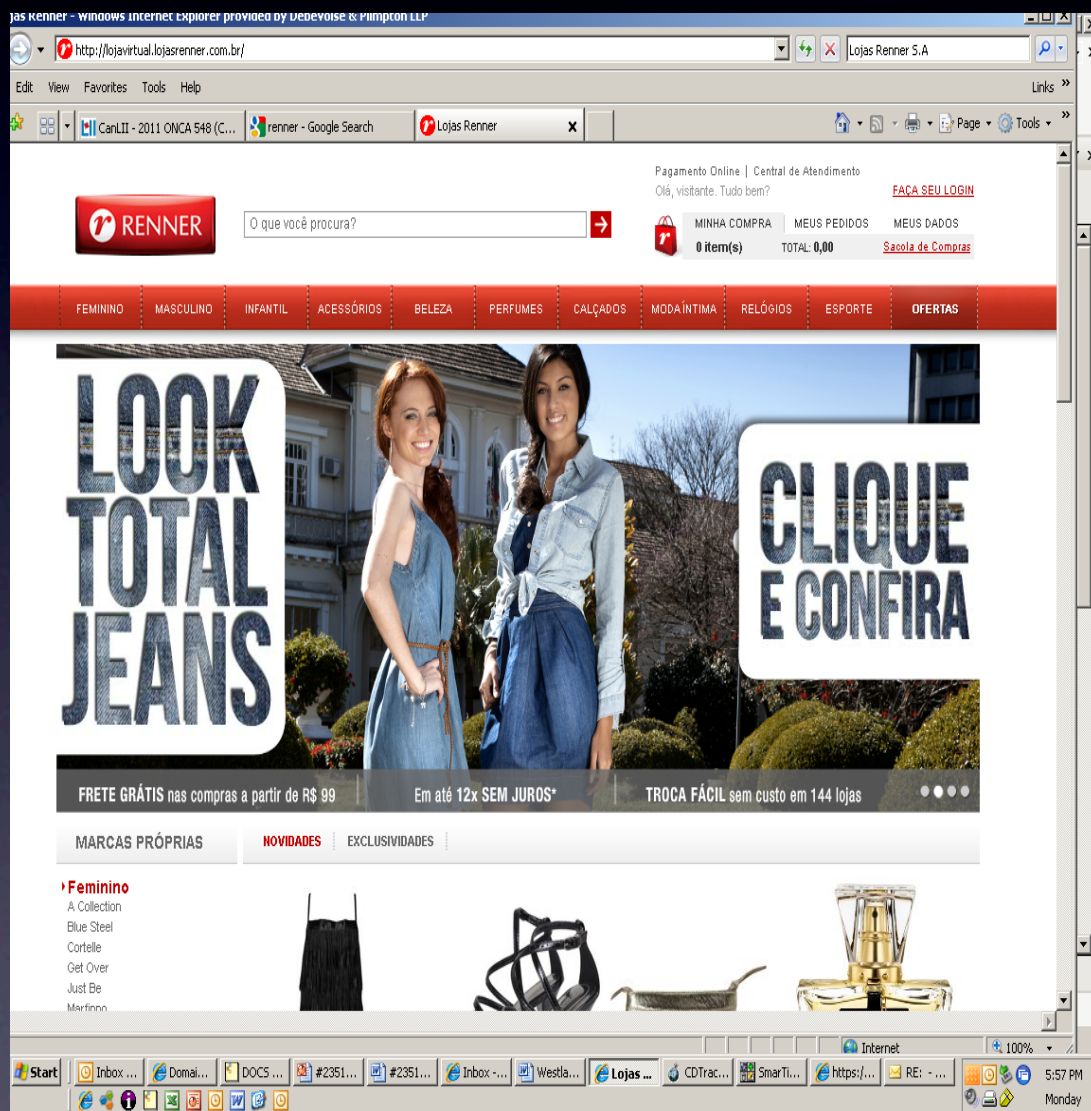 jas Renner - Windows Internet Explorer provided by Debevoise & Plimpton LLP
http://lojavirtual.lojasrenner.com.br/
Lojas Renner S.A
Edit View Favorites Tools Help
Links »
CanLII - 2011 ONCA 548 (C...
renner - Google Search
Lojas Renner
Page
Tools
Pagamento Online | Central de Atendimento
Olá, visitante. Tudo bem?
FAÇA SEU LOGIN
r RENNER
O que você procura?
MINHA COMPRA
MEUS PEDIDOS
MEUS DADOS
0 item(s)
TOTAL: 0,00
Sacola de Compras
FEMININO
MASCULINO
INFANTIL
ACESSÓRIOS
BELEZA
PERFUMES
CALÇADOS
MODA ÍNTIMA
RELÓGIOS
ESPORTE
OFERTAS
LOOK
TOTAL
JEANS
CLIQUE
E CONFIRA
FRETE GRÁTIS nas compras a partir de R$ 99
Em até 12x SEM JUROS*
TROCA FÁCIL sem custo em 144 lojas
MARCAS PRÓPRIAS
NOVIDADES
EXCLUSIVIDADES
Feminino
A Collection
Blue Steel
Cortelle
Get Over
Just Be
Marfinno
Internet
100%
Start
Inbox ...
Domai...
DOCS ...
#2351...
#2351...
Inbox -...
Westla...
Lojas ...
CDTrac...
SmarTi...
https:/...
RE: - ...
5:57 PM
Monday